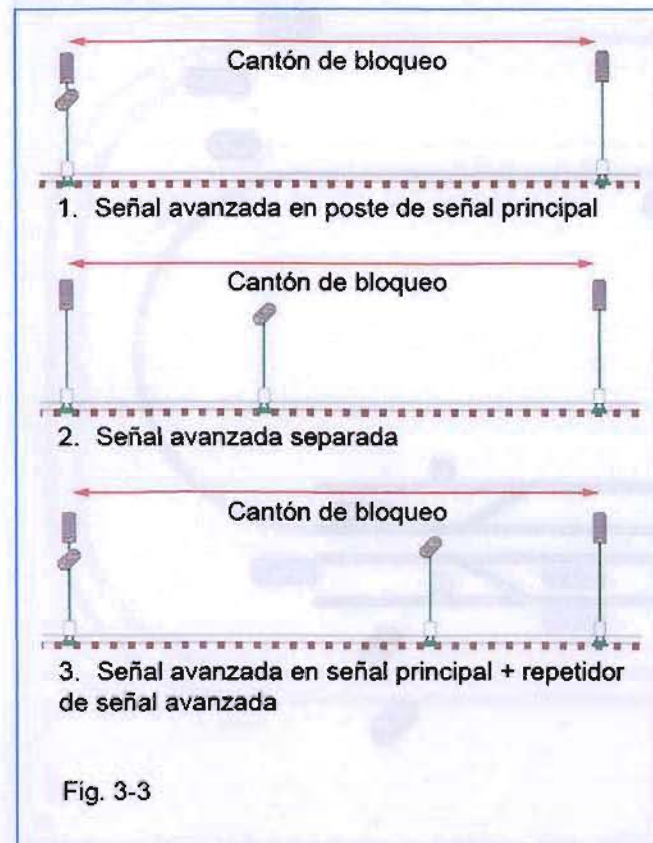 Cantón de bloqueo
1. Señal avanzada en poste de señal principal
Cantón de bloqueo
2. Señal avanzada separada
Cantón de bloqueo
3. Señal avanzada en señal principal + repetidor
de señal avanzada
Fig. 3-3